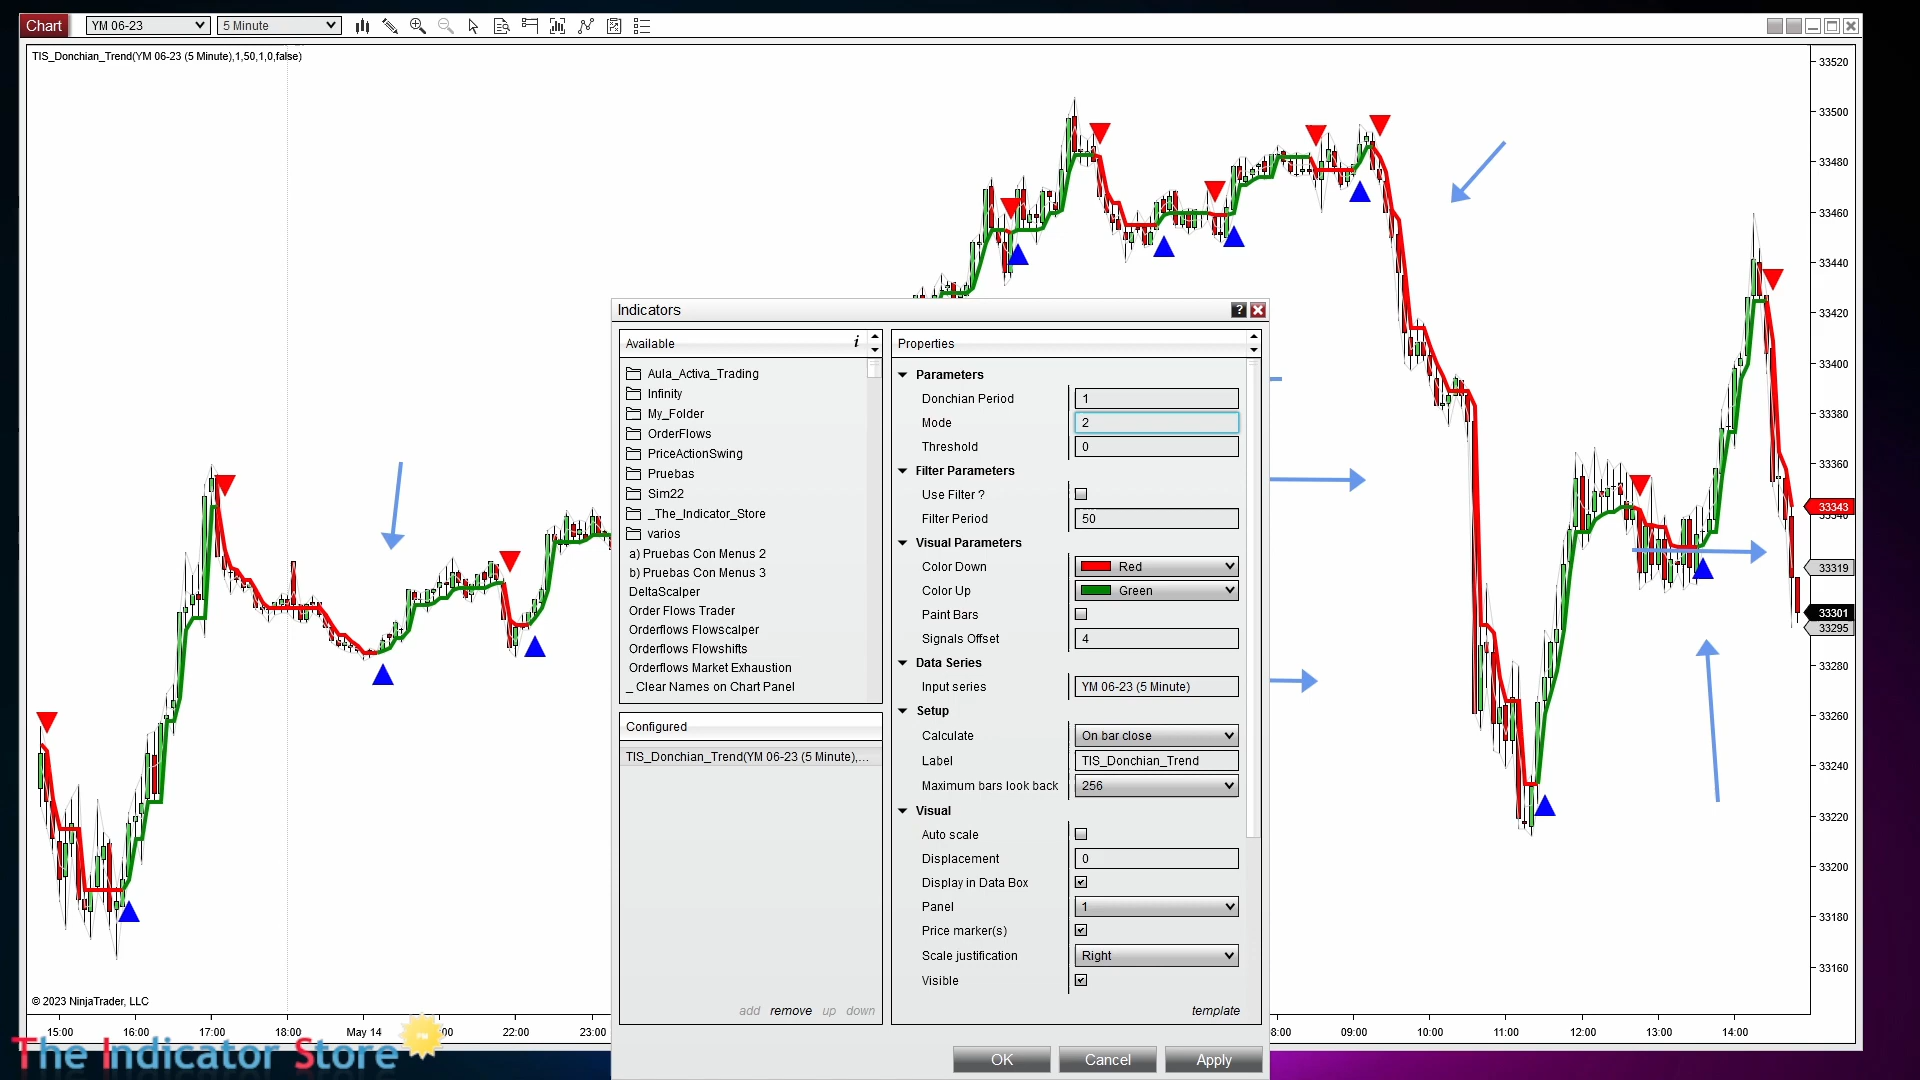 Chart
YM 06-23
5 Minute
TIS_Donchian_Trend(YM 06-23 (5 Minute),1,50,1,0,false)
33520
33500
33480
33460
33440
33420
33400
33380
33360
33343
33319
33301
33295
33280
33260
33240
33220
33200
33180
33160
Indicators
?
Available
i
Aula_Activa_Trading
Infinity
My_Folder
OrderFlows
PriceActionSwing
Pruebas
Sim22
_The_Indicator_Store
varios
a) Pruebas Con Menus 2
b) Pruebas Con Menus 3
DeltaScalper
Order Flows Trader
Orderflows Flowscalper
Orderflows Flowshifts
Orderflows Market Exhaustion
_ Clear Names on Chart Panel
Configured
TIS_Donchian_Trend(YM 06-23 (5 Minute),...
add remove up down
Properties
Parameters
Donchian Period 1
Mode 2
Threshold 0
Filter Parameters
Use Filter ?
Filter Period 50
Visual Parameters
Color Down Red
Color Up Green
Paint Bars
Signals Offset 4
Data Series
Input series YM 06-23 (5 Minute)
Setup
Calculate On bar close
Label TIS_Donchian_Trend
Maximum bars look back 256
Visual
Auto scale
Displacement 0
Display in Data Box
Panel 1
Price marker(s)
Scale justification Right
Visible
template
OK Cancel Apply
© 2023 NinjaTrader, LLC
15:00 16:00 17:00 18:00 May 14 22:00 23:00 09:00 10:00 11:00 12:00 13:00 14:00
The Indicator Store